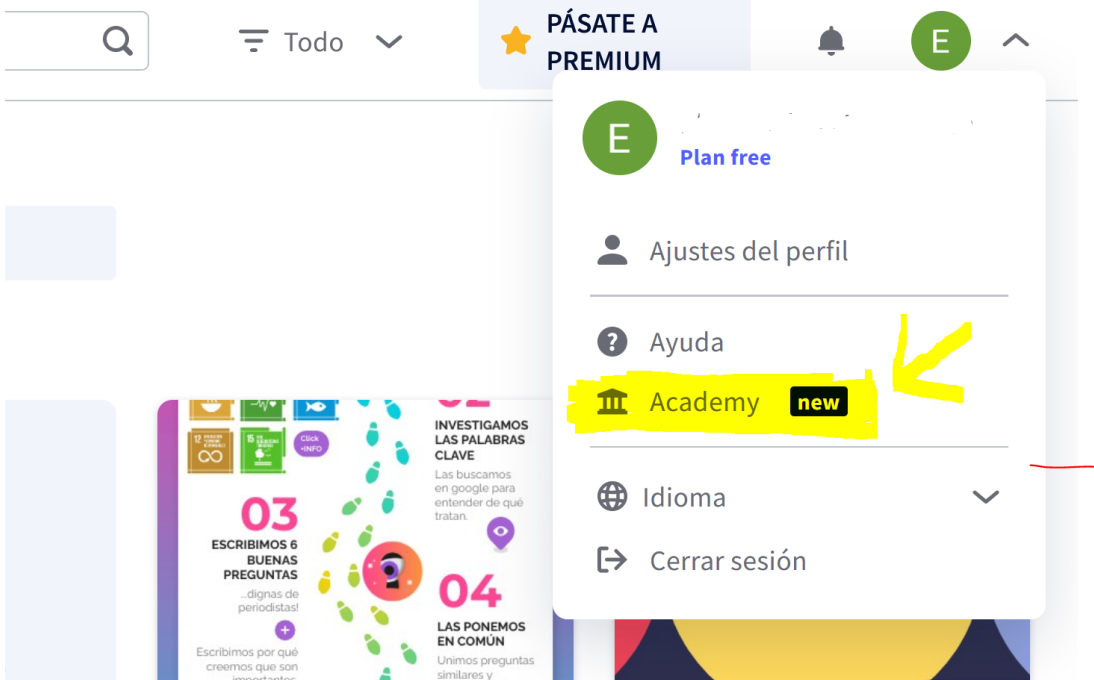 Todo
PÁSATE A
PREMIUM
E
E
Plan free
Ajustes del perfil
Ayuda
Academy new
Idioma
Cerrar sesión
Click
+INFO
INVESTIGAMOS
LAS PALABRAS
CLAVE
Las buscamos
en google para
entender de qué
tratan.
03
ESCRIBIMOS 6
BUENAS
PREGUNTAS
...dignas de
periodistas!
Escribimos por qué
creemos que son
04
LAS PONEMOS
EN COMÚN
Unimos preguntas
similares y